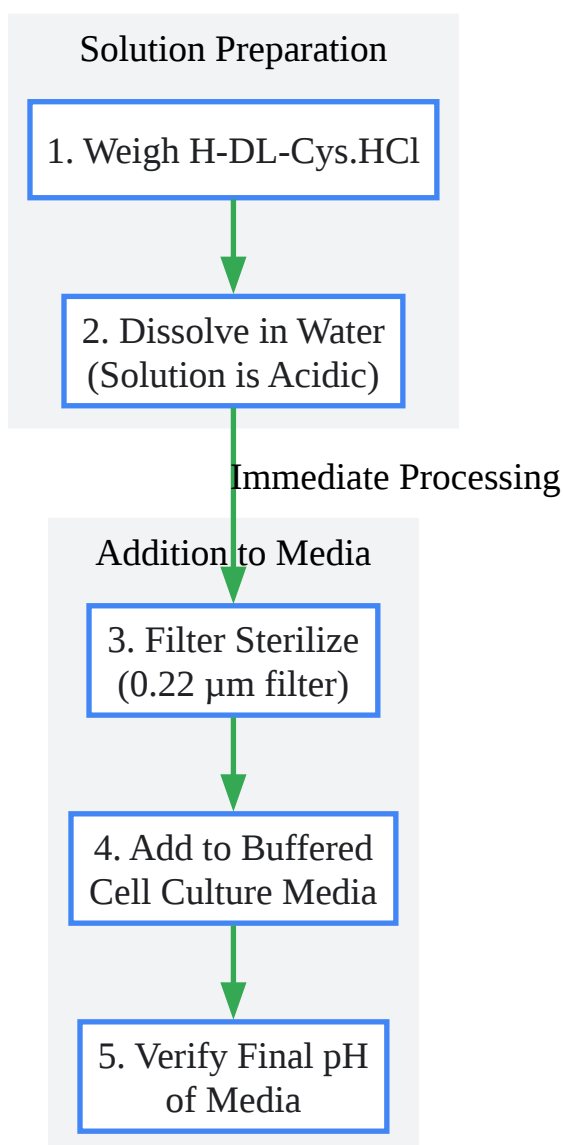 Solution Preparation
1. Weigh H-DL-Cys.HCl
2. Dissolve in Water
(Solution is Acidic)
Immediate Processing
Addition to Media
3. Filter Sterilize
(0.22 µm filter)
4. Add to Buffered
Cell Culture Media
5. Verify Final pH
of Media